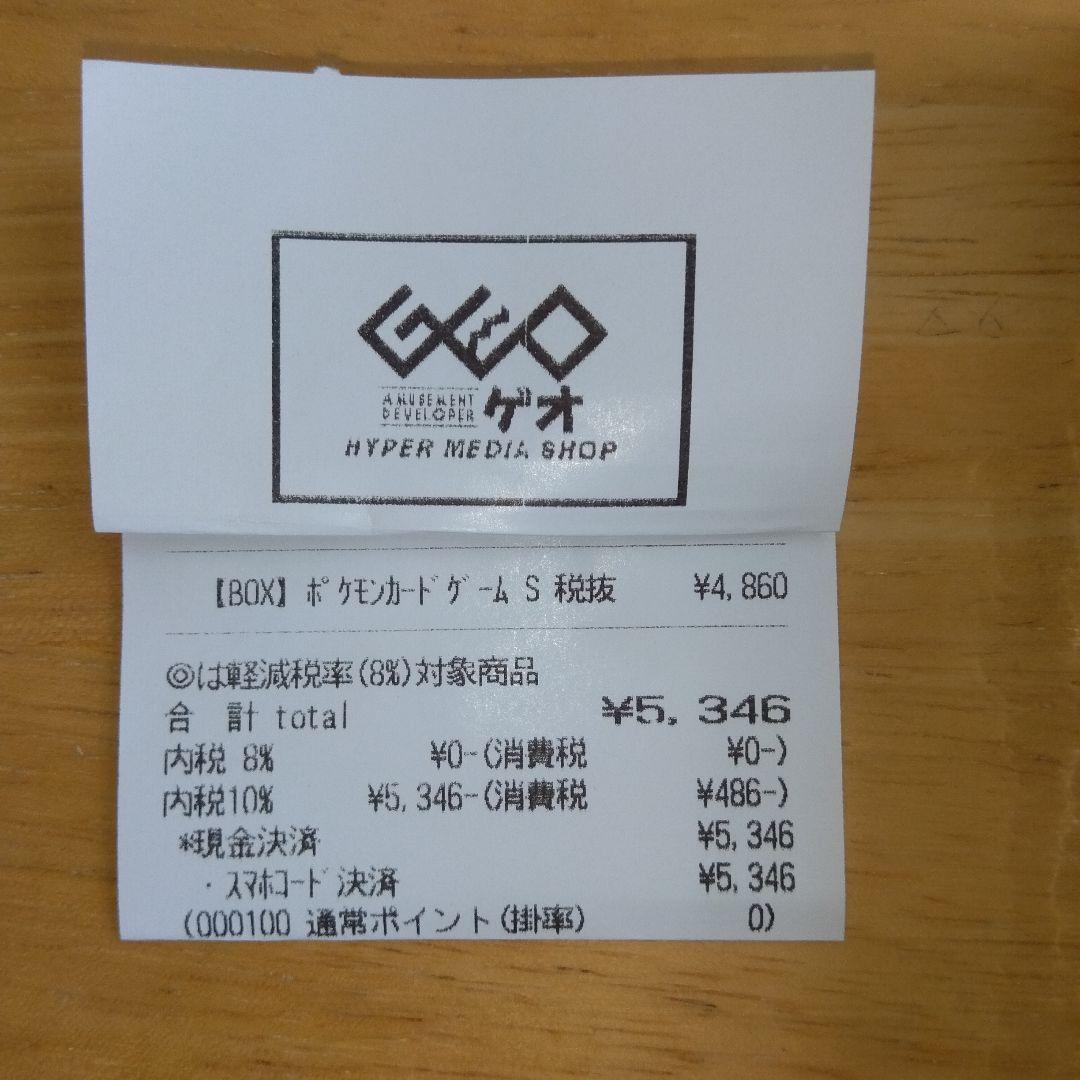 GEO
AMUSEMENT
DEVELOPER ゲオ
HYPER MEDIA SHOP
【BOX】ポケモンカードゲーム S 税抜 ¥4,860
◎は軽減税率(8%)対象商品
合 計 total ¥5,346
内税 8% ¥0-(消費税 ¥0-)
内税10% ¥5,346-(消費税 ¥486-)
*現金決済 ¥5,346
・スマホコード決済 ¥5,346
(000100 通常ポイント(掛率) 0)